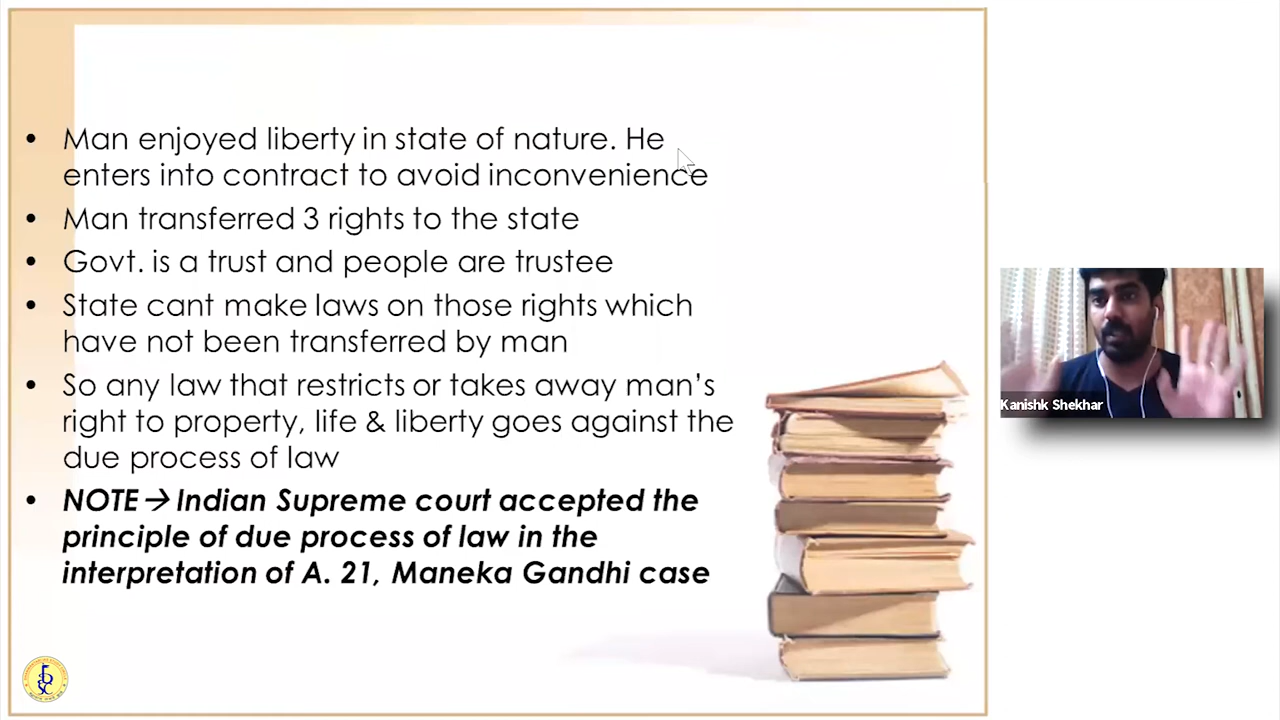 • Man enjoyed liberty in state of nature. He
enters into contract to avoid inconvenience
• Man transferred 3 rights to the state
• Govt. is a trust and people are trustee
• State cant make laws on those rights which
have not been transferred by man
• So any law that restricts or takes away man's
right to property, life & liberty goes against the
due process of law
• NOTE→ Indian Supreme court accepted the
principle of due process of law in the
interpretation of A. 21, Maneka Gandhi case
Kanishk Shekhar